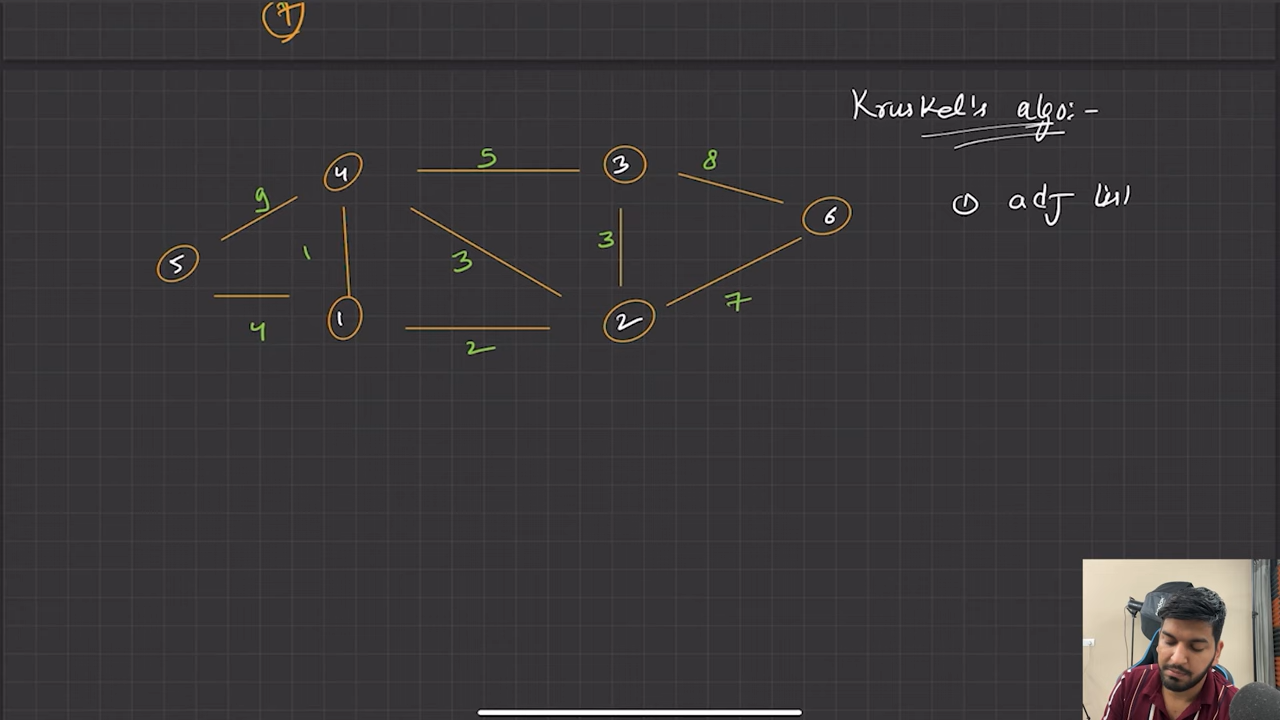 7
Kruskel's algo:-
① adj list
4 5 3 8
9
6
5 1 3 3
4 1 2 2 7